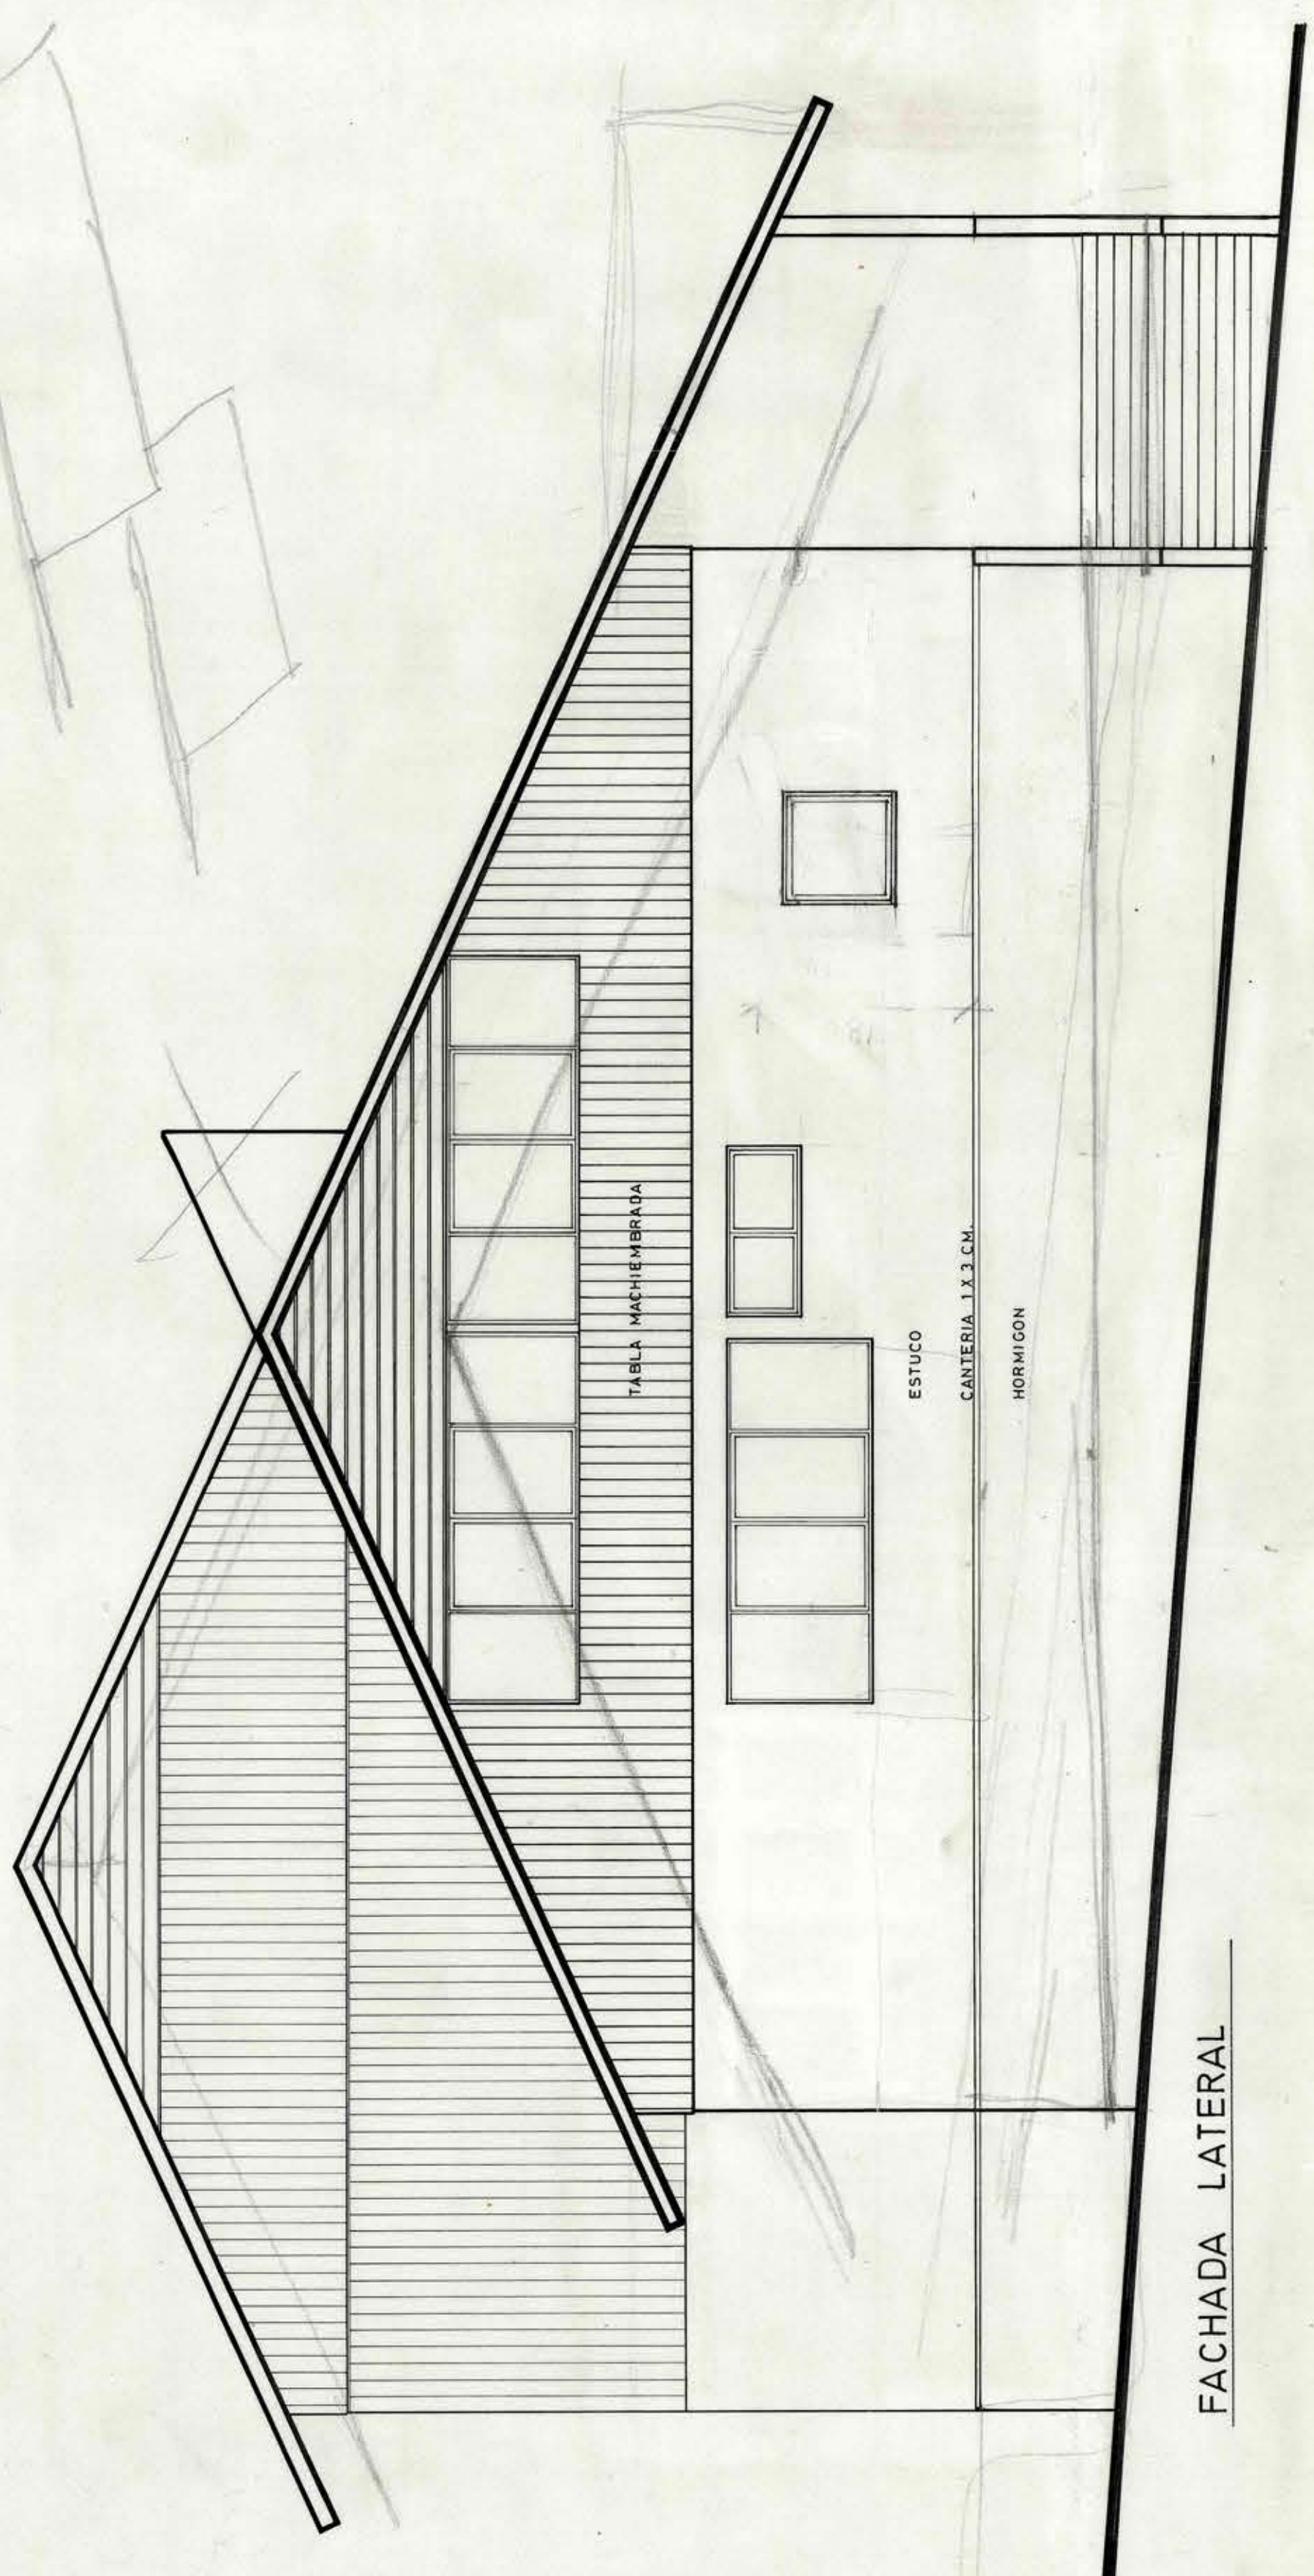 TABLA MACHIEMBRADA
ESTUCO
CANTERIA 1 X 3 CM.
HORMIGON
FACHADA LATERAL